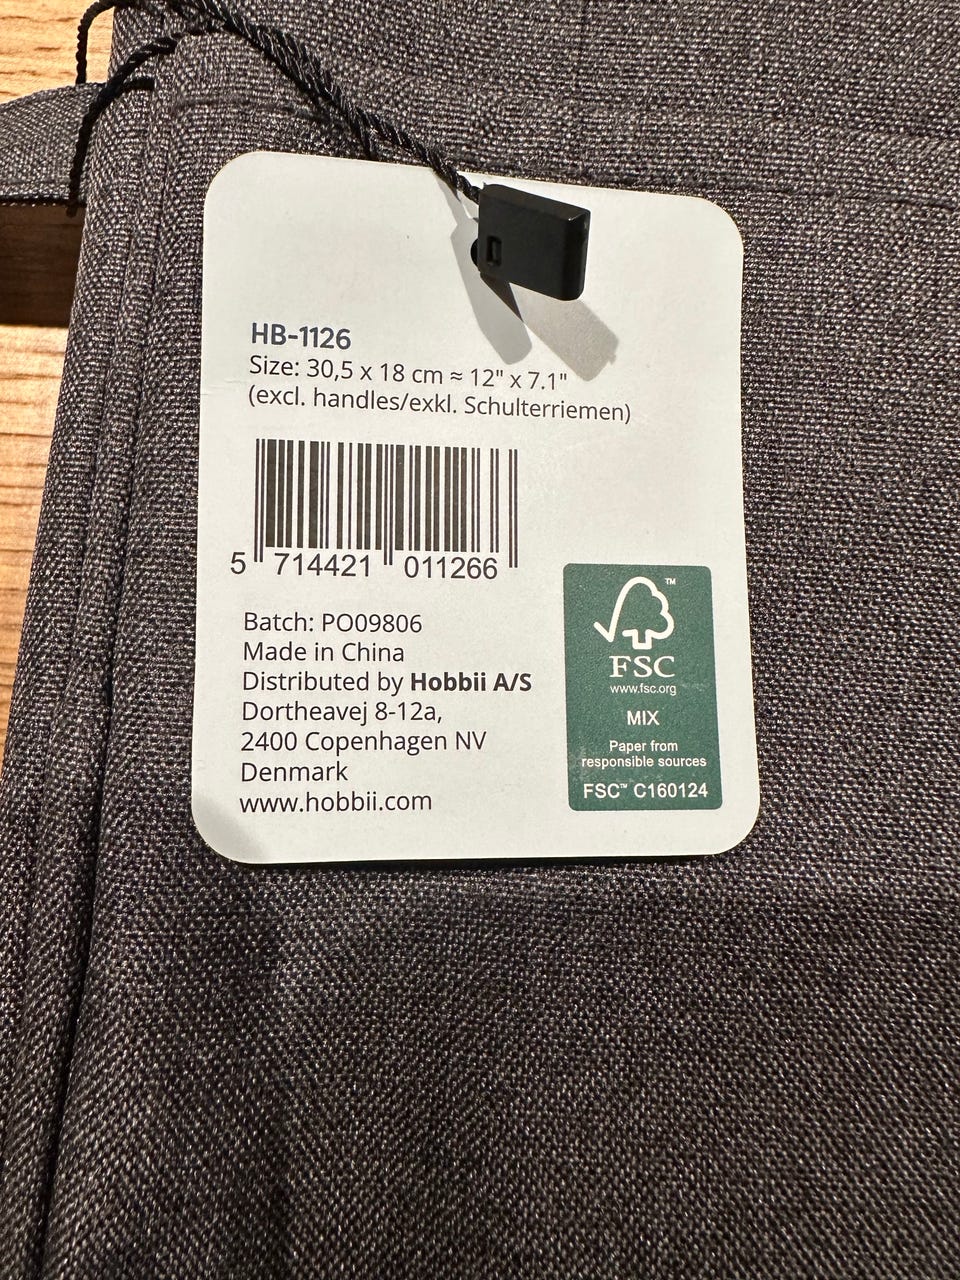 HB-1126
Size: 30,5 x 18 cm ≈ 12" x 7.1"
(excl. handles/exkl. Schulterriemen)
5 714421 011266
Batch: PO09806
Made in China
Distributed by Hobbii A/S
Dortheavej 8-12a,
2400 Copenhagen NV
Denmark
www.hobbii.com
™
FSC
www.fsc.org
MIX
Paper from
responsible sources
FSC™ C160124